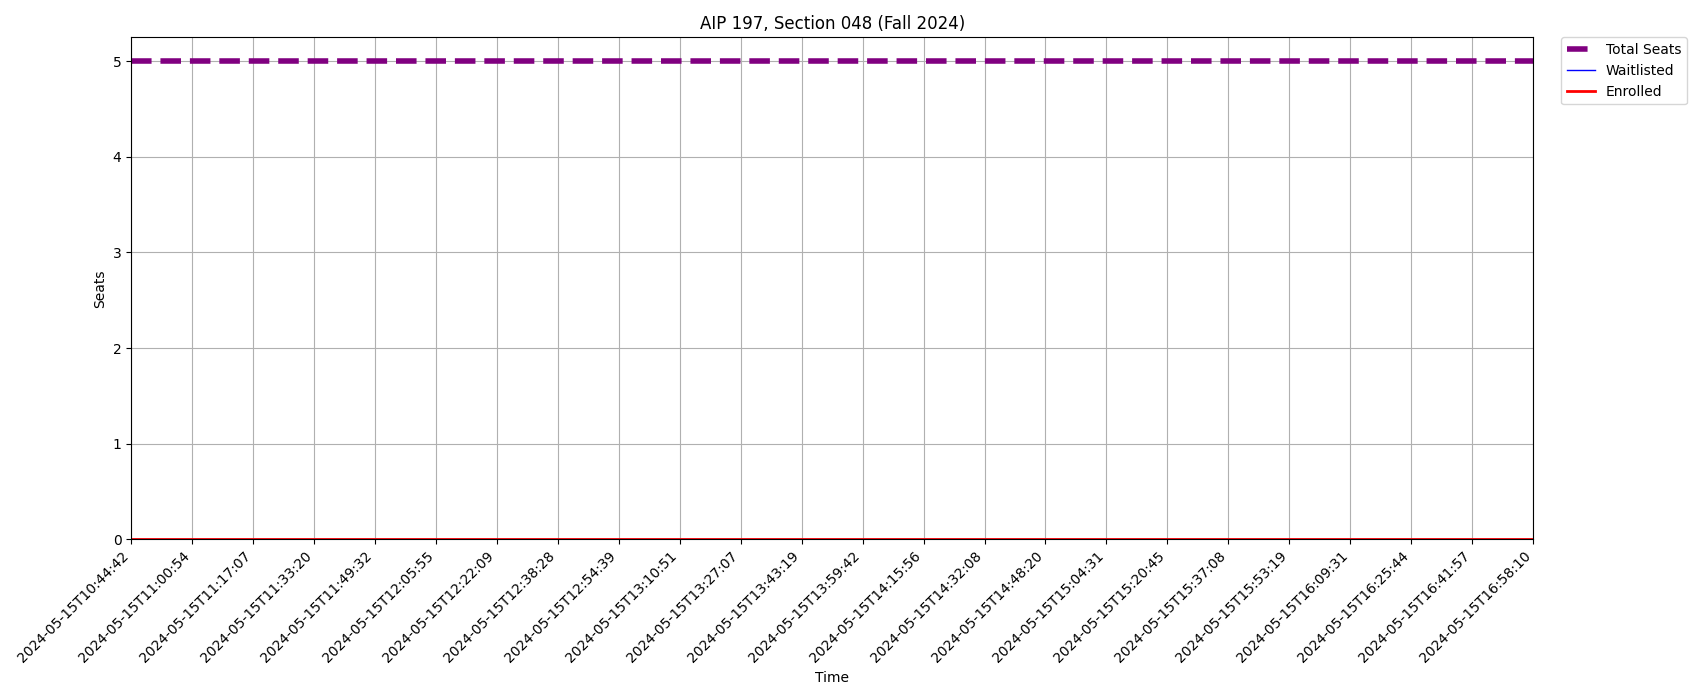 AIP 197, Section 048 (Fall 2024)
Total Seats
Waitlisted
Enrolled
Seats
5
4
3
2
1
0
2024-05-15T10:44:42
2024-05-15T11:00:54
2024-05-15T11:17:07
2024-05-15T11:33:20
2024-05-15T11:49:32
2024-05-15T12:05:55
2024-05-15T12:22:09
2024-05-15T12:38:28
2024-05-15T12:54:39
2024-05-15T13:10:51
2024-05-15T13:27:07
2024-05-15T13:43:19
2024-05-15T13:59:42
2024-05-15T14:15:56
2024-05-15T14:32:08
2024-05-15T14:48:20
2024-05-15T15:04:31
2024-05-15T15:20:45
2024-05-15T15:37:08
2024-05-15T15:53:19
2024-05-15T16:09:31
2024-05-15T16:25:44
2024-05-15T16:41:57
2024-05-15T16:58:10
Time